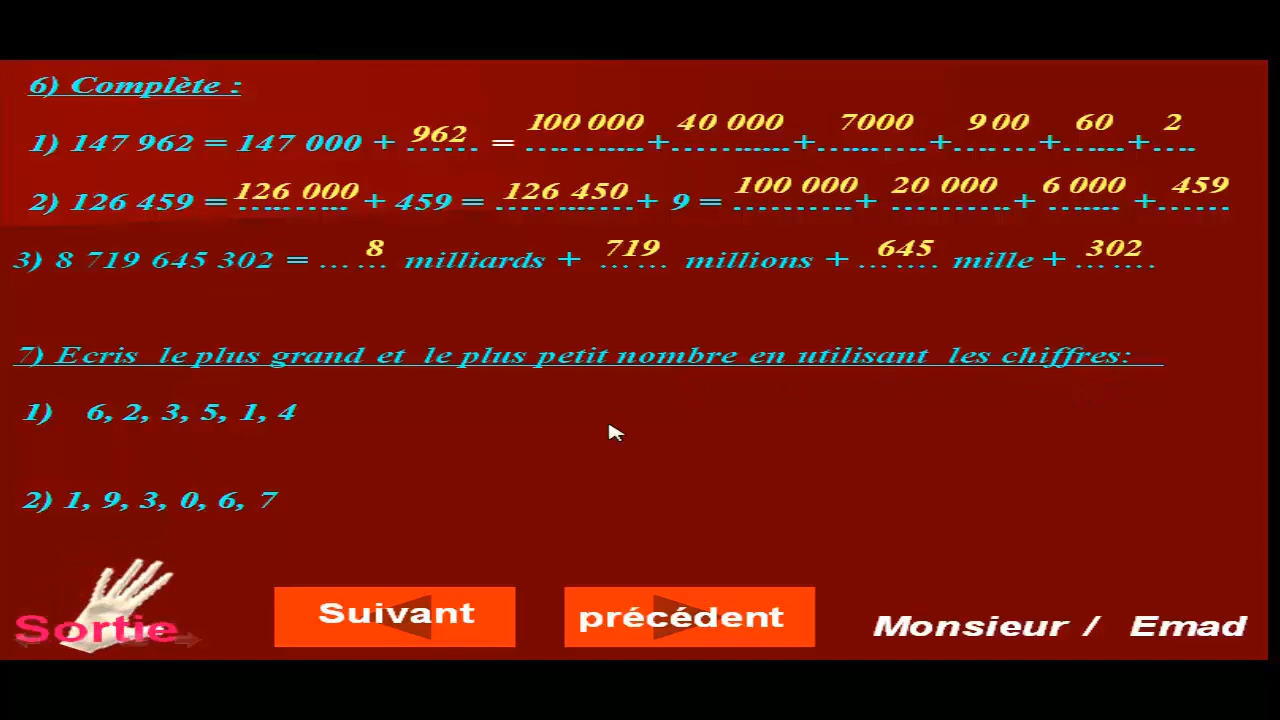 6) Complète :
1) 147 962 = 147 000 + 962 = 100 000 + 40 000 + 7000 + 900 + 60 + 2
2) 126 459 = 126 000 + 459 = 126 450 + 9 = 100 000 + 20 000 + 6 000 + 459
3) 8 719 645 302 = 8 milliards + 719 millions + 645 mille + 302
7) Ecris le plus grand et le plus petit nombre en utilisant les chiffres:
1) 6, 2, 3, 5, 1, 4
2) 1, 9, 3, 0, 6, 7
Sortie
Suivant
précédent
Monsieur / Emad